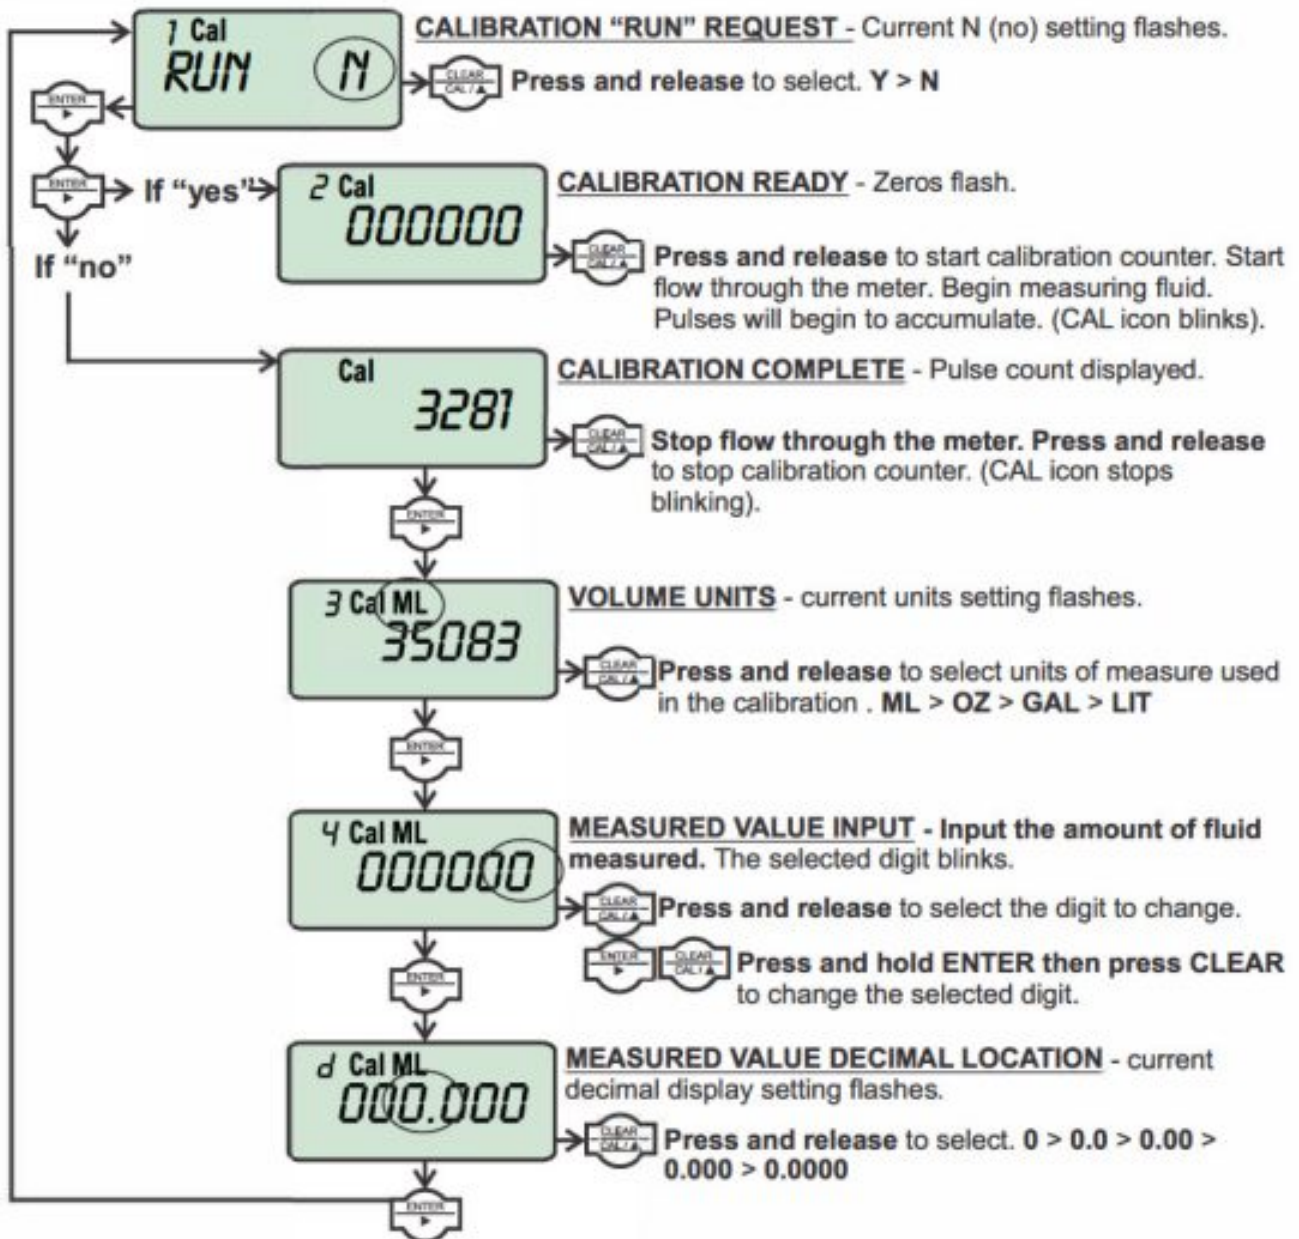 1 Cal
RUN N
CALIBRATION “RUN” REQUEST - Current N (no) setting flashes.
CLEAR
CAL / ▲
Press and release to select. Y > N
ENTER
ENTER
If “yes”
If “no”
2 Cal
000000
CALIBRATION READY - Zeros flash.
CLEAR
CAL / ▲
Press and release to start calibration counter. Start
flow through the meter. Begin measuring fluid.
Pulses will begin to accumulate. (CAL icon blinks).
Cal
3281
CALIBRATION COMPLETE - Pulse count displayed.
CLEAR
CAL / ▲
Stop flow through the meter. Press and release
to stop calibration counter. (CAL icon stops
blinking).
ENTER
3 Cal ML
35083
VOLUME UNITS - current units setting flashes.
CLEAR
CAL / ▲
Press and release to select units of measure used
in the calibration . ML > OZ > GAL > LIT
ENTER
4 Cal ML
000000
MEASURED VALUE INPUT - Input the amount of fluid
measured. The selected digit blinks.
CLEAR
CAL / ▲
Press and release to select the digit to change.
ENTER
CLEAR
CAL / ▲
Press and hold ENTER then press CLEAR
to change the selected digit.
ENTER
d Cal ML
000.000
MEASURED VALUE DECIMAL LOCATION - current
decimal display setting flashes.
CLEAR
CAL / ▲
Press and release to select. 0 > 0.0 > 0.00 >
0.000 > 0.0000
ENTER